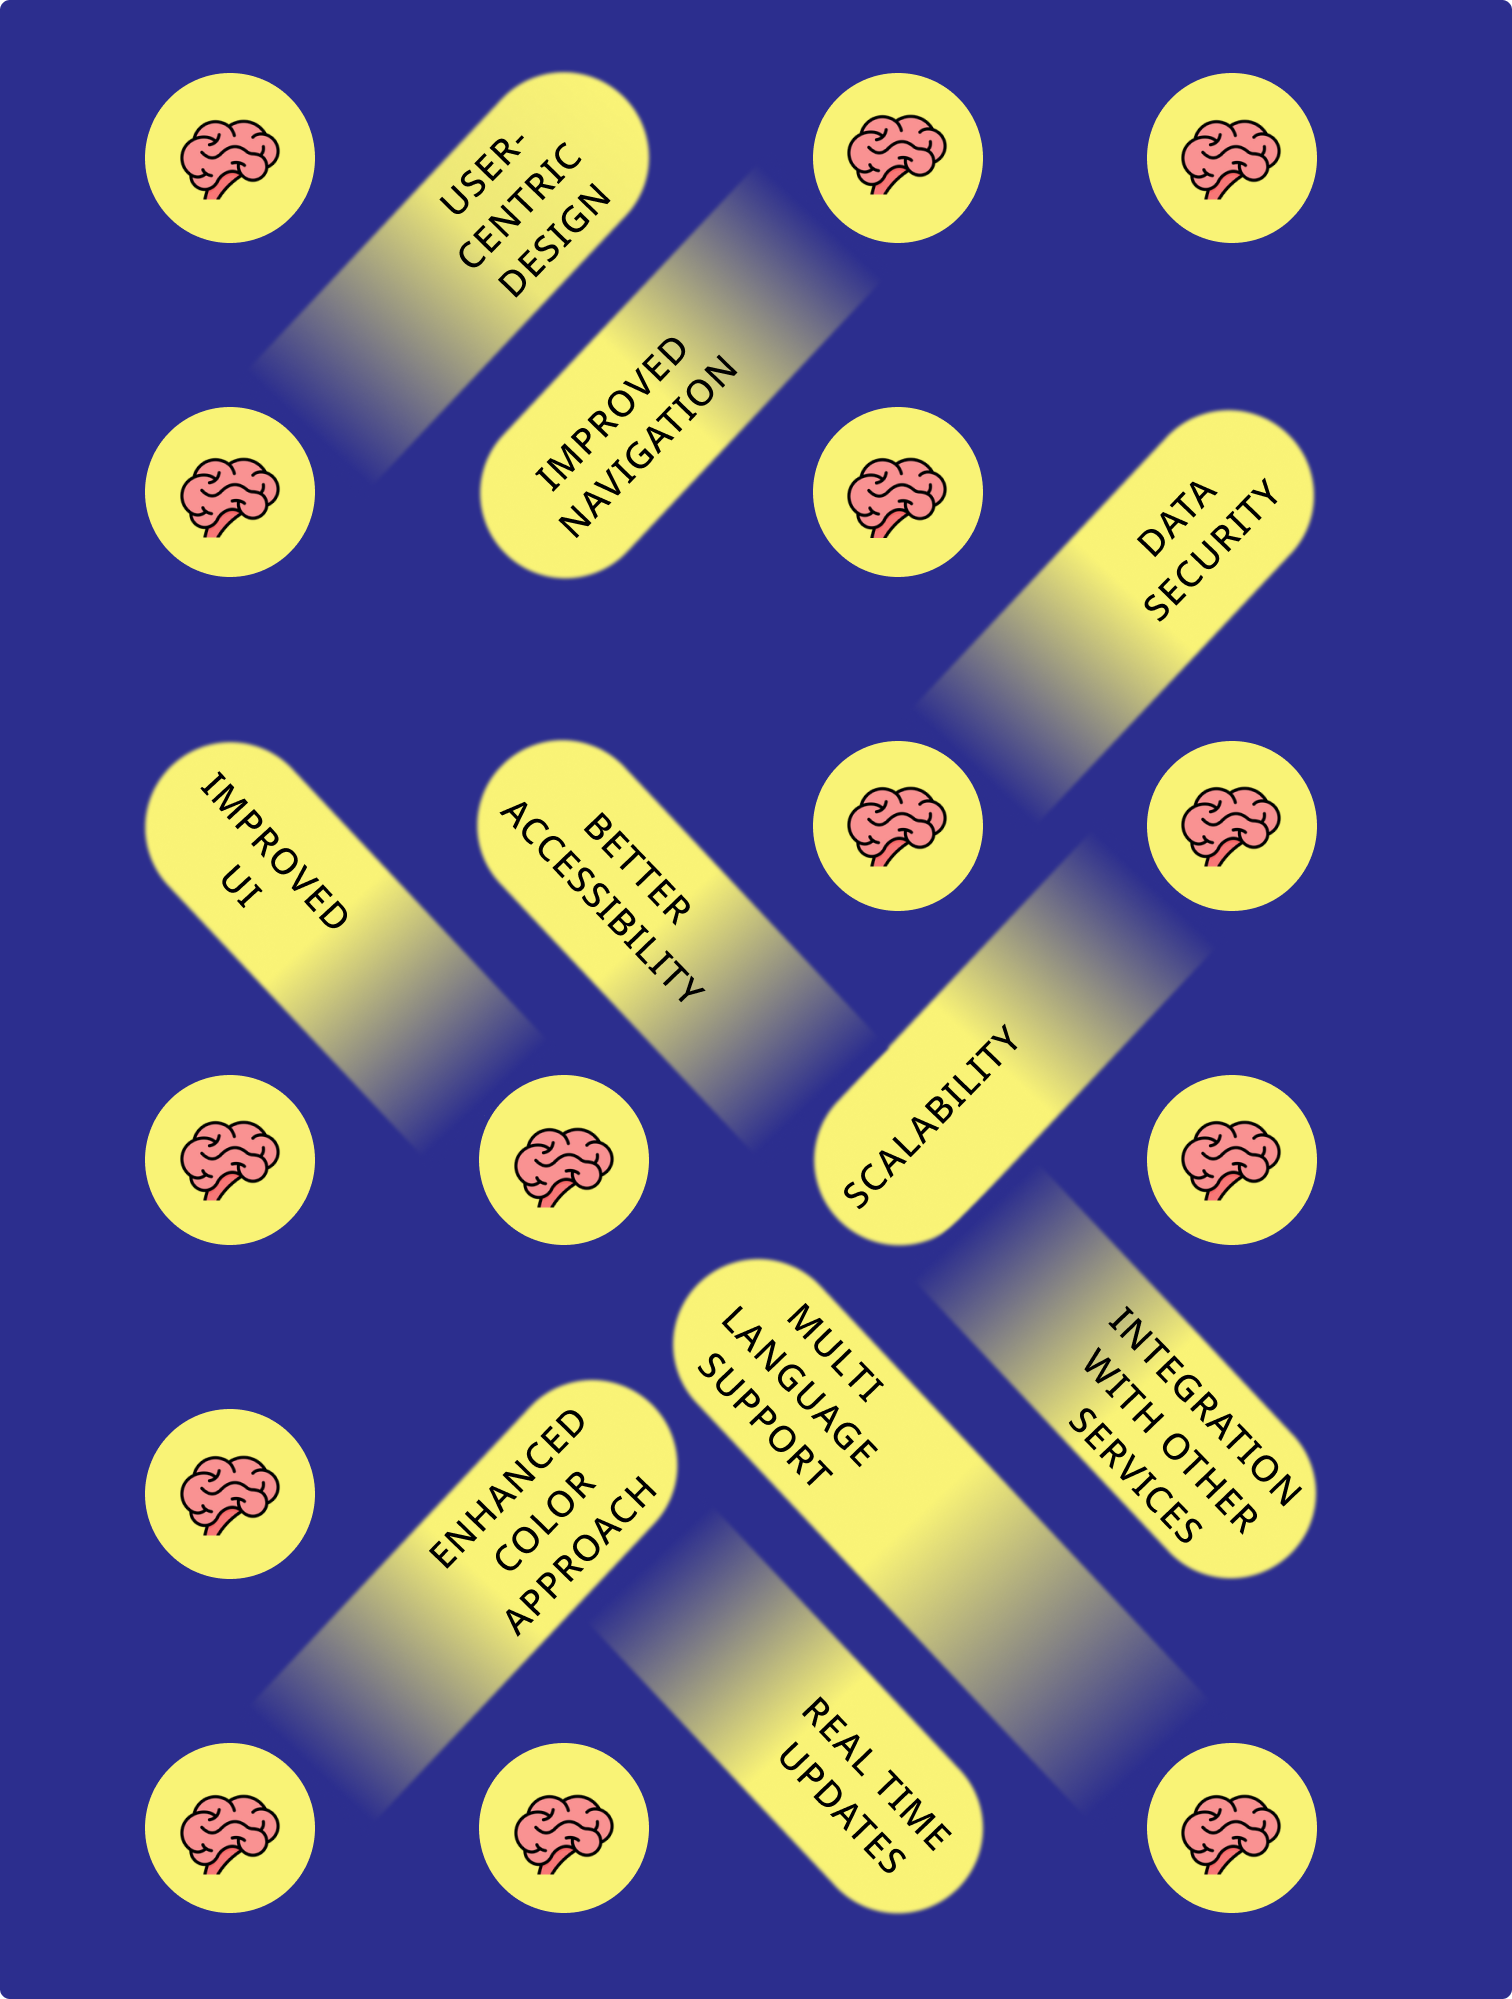 USER-
CENTRIC
DESIGN
IMPROVED
NAVIGATION
DATA
SECURITY
IMPROVED
UI
BETTER
ACCESSIBILITY
SCALABILITY
MULTI
LANGUAGE
SUPPORT
INTEGRATION
WITH OTHER
SERVICES
ENHANCED
COLOR
APPROACH
REAL TIME
UPDATES